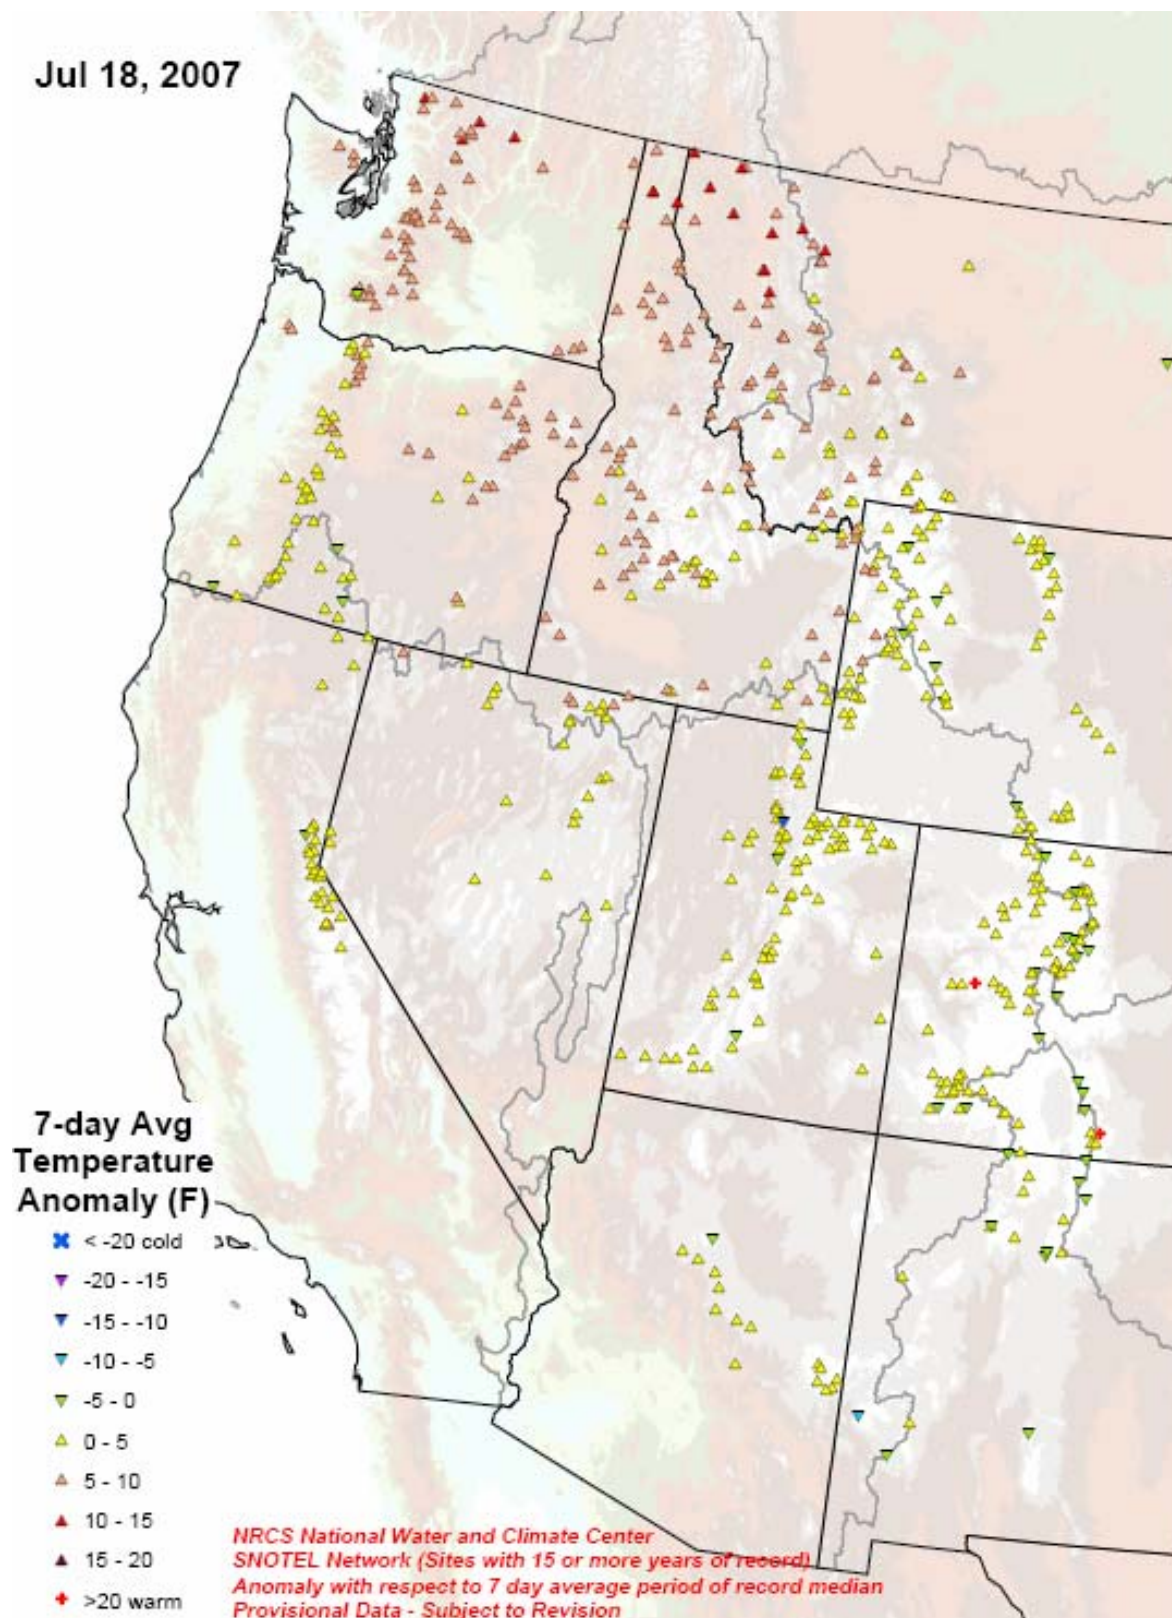 Jul 18, 2007
7-day Avg
Temperature
Anomaly (F)
< -20 cold
-20 - -15
-15 - -10
-10 - -5
-5 - 0
0 - 5
5 - 10
10 - 15
15 - 20
>20 warm
NRCS National Water and Climate Center
SNOTEL Network (Sites with 15 or more years of record)
Anomaly with respect to 7 day average period of record median
Provisional Data - Subject to Revision